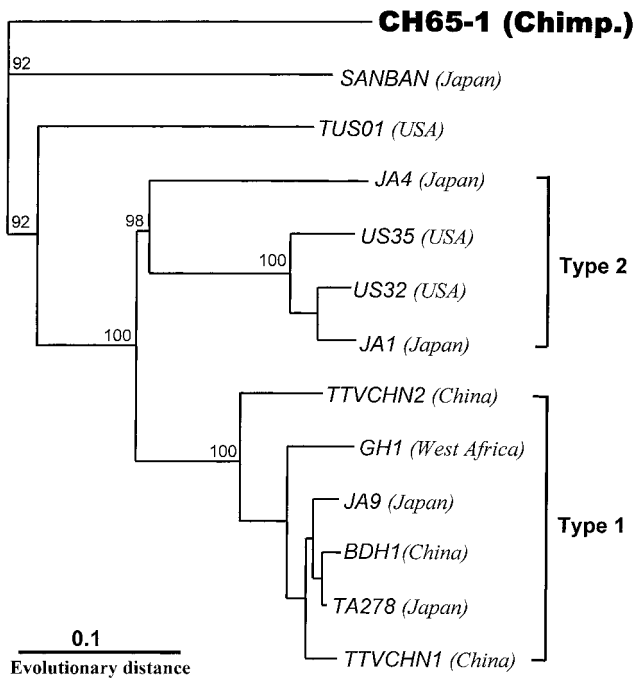 CH65-1 (Chimp.)
92
SANBAN (Japan)
TUS01 (USA)
JA4 (Japan)
98
92
US35 (USA)
100
Type 2
US32 (USA)
100
JA1 (Japan)
TTVCHN2 (China)
100
GH1 (West Africa)
JA9 (Japan)
Type 1
BDH1(China)
TA278 (Japan)
0.1
TTVCHN1 (China)
Evolutionary distance